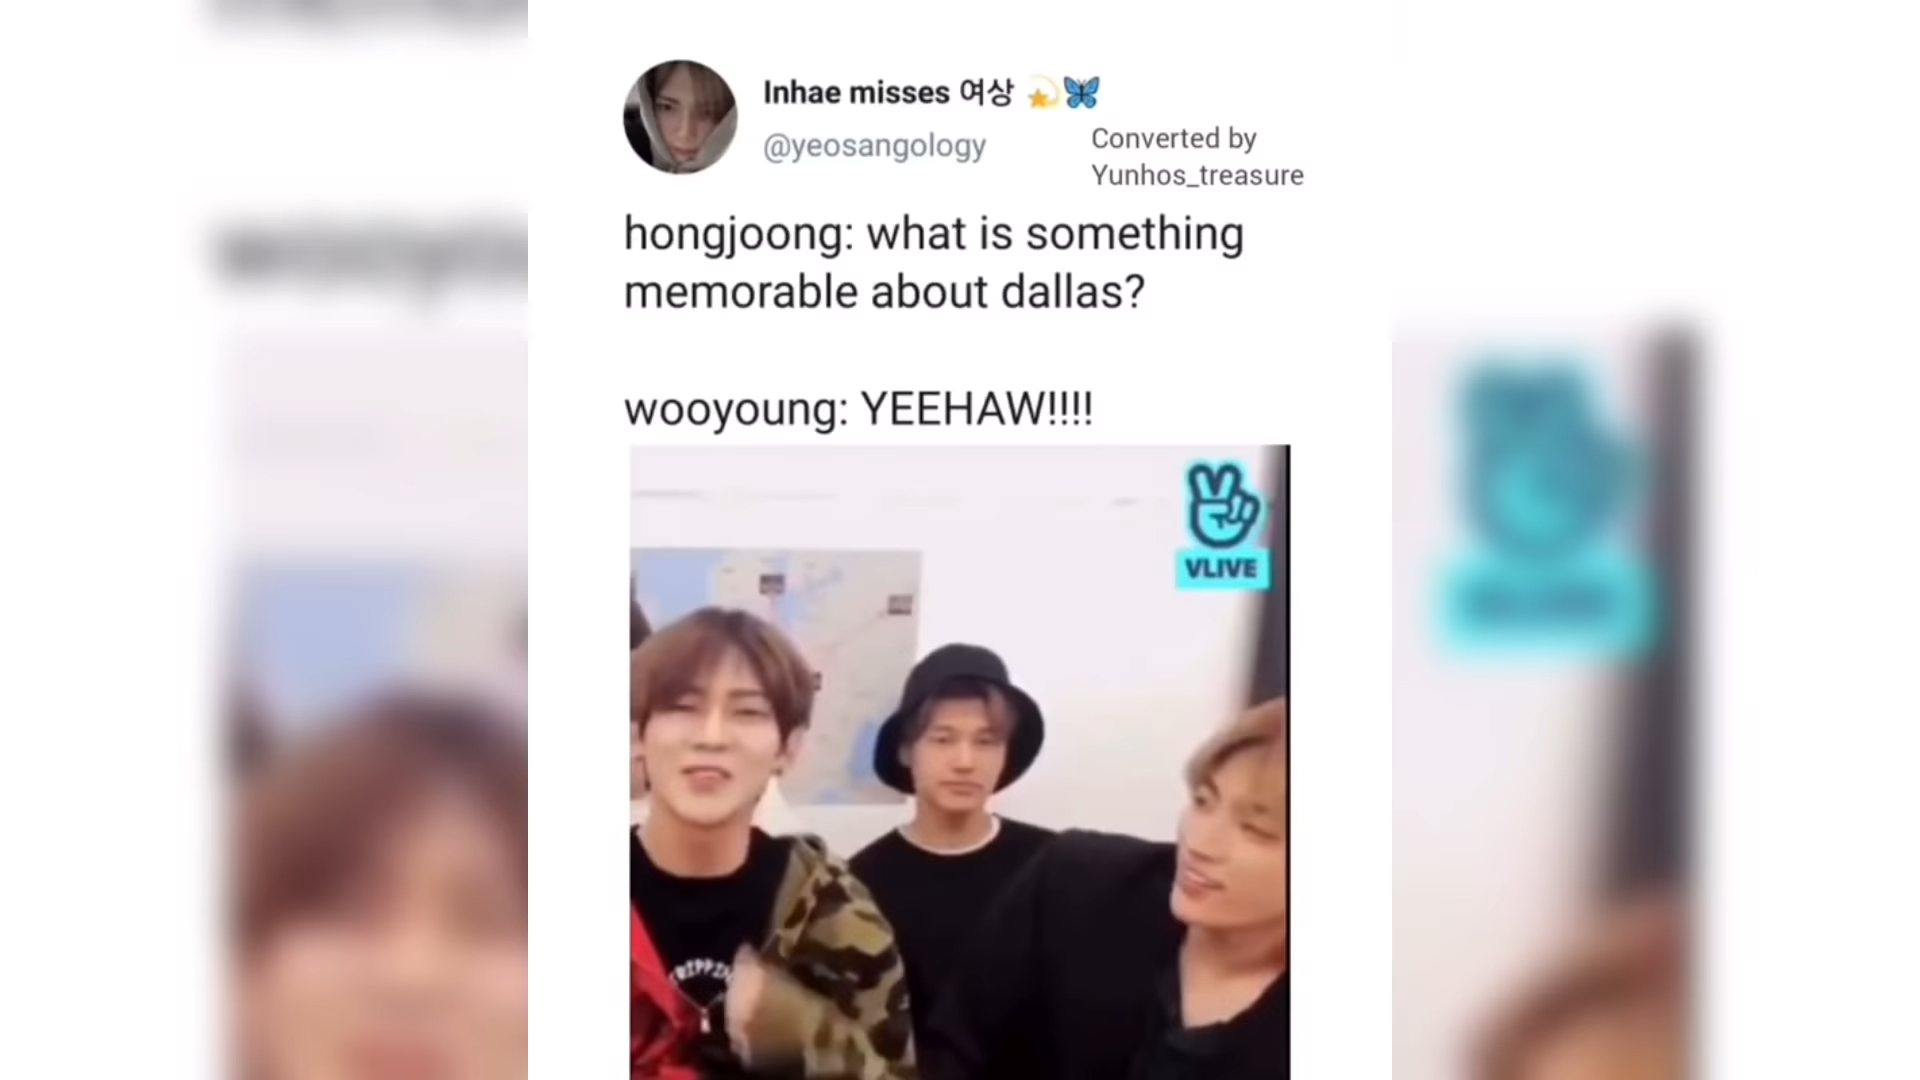 Inhae misses 여상 💫🦋
@yeosangology
Converted by
Yunhos_treasure
hongjoong: what is something
memorable about dallas?
wooyoung: YEEHAW!!!!
VLIVE